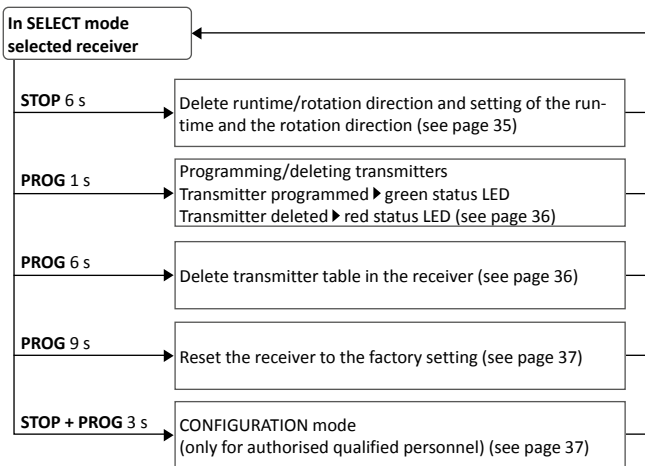 In SELECT mode
selected receiver
STOP 6 s
Delete runtime/rotation direction and setting of the run-
time and the rotation direction (see page 35)
PROG 1 s
Programming/deleting transmitters
Transmitter programmed ▶ green status LED
Transmitter deleted ▶ red status LED (see page 36)
PROG 6 s
Delete transmitter table in the receiver (see page 36)
PROG 9 s
Reset the receiver to the factory setting (see page 37)
STOP + PROG 3 s
CONFIGURATION mode
(only for authorised qualified personnel) (see page 37)